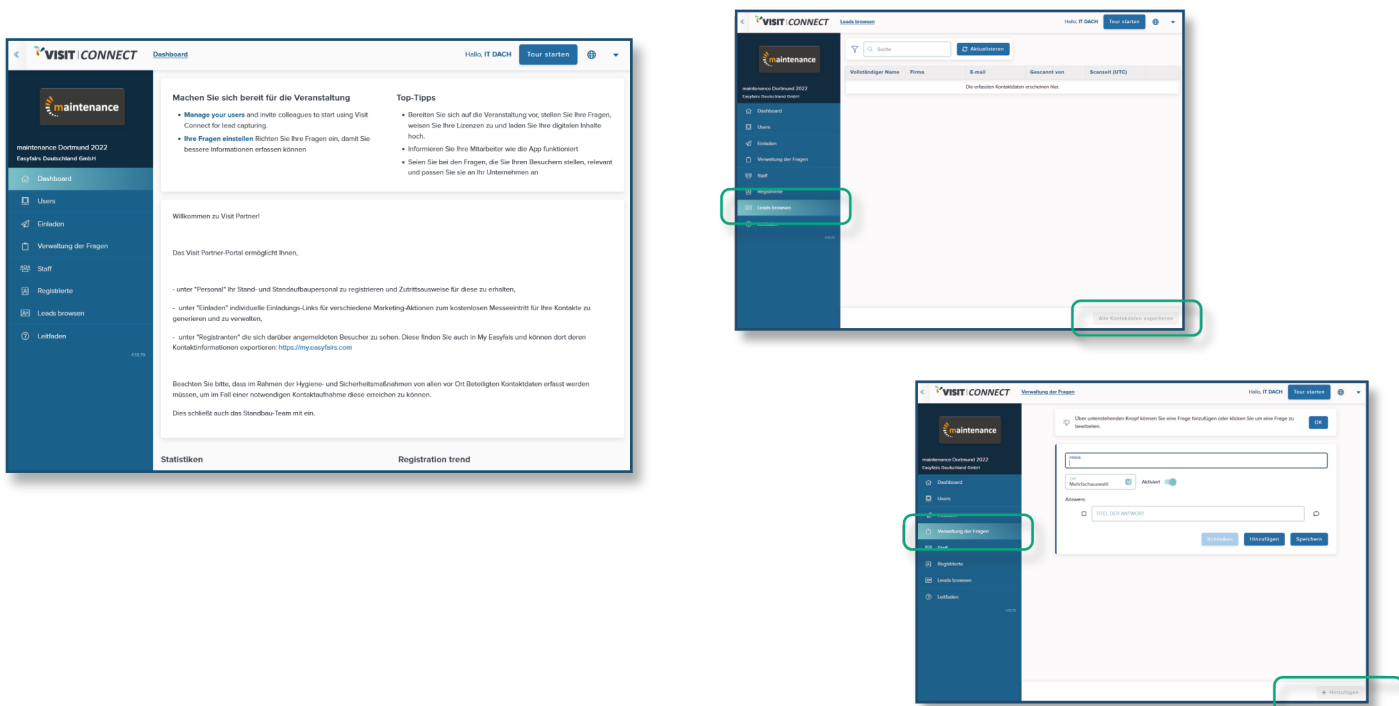 VISIT CONNECT
Dashboard
Hallo, IT DACH
Tour starten
maintenance
maintenance Dortmund 2022
Easyfairs Deutschland GmbH
Dashboard
Users
Einladen
Verwaltung der Fragen
Staff
Registrierte
Leads browsen
Leitfaden
Machen Sie sich bereit für die Veranstaltung
• Manage your users and invite colleagues to start using Visit
Connect for lead capturing.
• Ihre Fragen einstellen Richten Sie Ihre Fragen ein, damit Sie
bessere Informationen erfassen können
Top-Tipps
• Bereiten Sie sich auf die Veranstaltung vor, stellen Sie Ihre Fragen,
weisen Sie Ihre Lizenzen zu und laden Sie Ihre digitalen Inhalte
hoch.
• Informieren Sie Ihre Mitarbeiter wie die App funktioniert
• Seien Sie bei den Fragen, die Sie Ihren Besuchern stellen, relevant
und passen Sie sie an Ihr Unternehmen an
Willkommen zu Visit Partner!
Das Visit Partner-Portal ermöglicht Ihnen,
- unter "Personal" Ihr Stand- und Standaufbaupersonal zu registrieren und Zutrittsausweise für diese zu erhalten,
- unter "Einladen" individuelle Einladungs-Links für verschiedene Marketing-Aktionen zum kostenlosen Messeeintritt für Ihre Kontakte zu
generieren und zu verwalten,
- unter "Registranten" die sich darüber angemeldeten Besucher zu sehen. Diese finden Sie auch in My Easyfais und können dort deren
Kontaktinformationen exportieren: https://my.easyfairs.com
Beachten Sie bitte, dass im Rahmen der Hygiene- und Sicherheitsmaßnahmen von allen vor Ort Beteiligten Kontaktdaten erfasst werden
müssen, um im Fall einer notwendigen Kontaktaufnahme diese erreichen zu können.
Dies schließt auch das Standbau-Team mit ein.
Statistiken
Registration trend
VISIT CONNECT
Leads browsen
Hallo, IT DACH
Tour starten
maintenance
maintenance Dortmund 2022
Easyfairs Deutschland GmbH
Dashboard
Users
Einladen
Verwaltung der Fragen
Staff
Registrierte
Leads browsen
Suche
Aktualisieren
Vollständiger Name Firma E-mail Gescannt von Scanzeit (UTC)
Die erfassten Kontaktdaten erscheinen hier.
Alle Kontaktdaten exportieren
VISIT CONNECT
Verwaltung der Fragen
Hallo, IT DACH
Tour starten
maintenance
maintenance Dortmund 2022
Easyfairs Deutschland GmbH
Dashboard
Users
Verwaltung der Fragen
Staff
Registrierte
Leads browsen
Leitfaden
Über untenstehenden Knopf können Sie eine Frage hinzufügen oder klicken Sie um eine Frage zu
bearbeiten.
OK
Mehrfachauswahl
Aktiviert
Answers:
TITEL DER ANTWORT
Schließen
Hinzufügen
Speichern
+ Hinzufügen